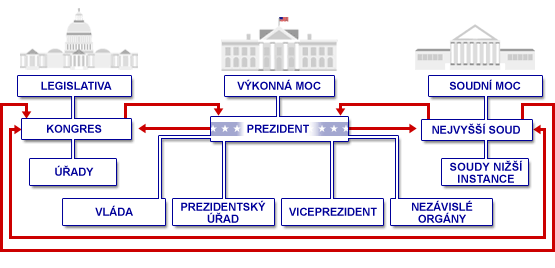 LEGISLATIVA
VÝKONNÁ MOC
SOUDNÍ MOC
KONGRES
PREZIDENT
NEJVYŠŠÍ SOUD
ÚŘADY
SOUDY NIŽŠÍ
INSTANCE
VLÁDA
PREZIDENTSKÝ
ÚŘAD
VICEPREZIDENT
NEZÁVISLÉ
ORGÁNY